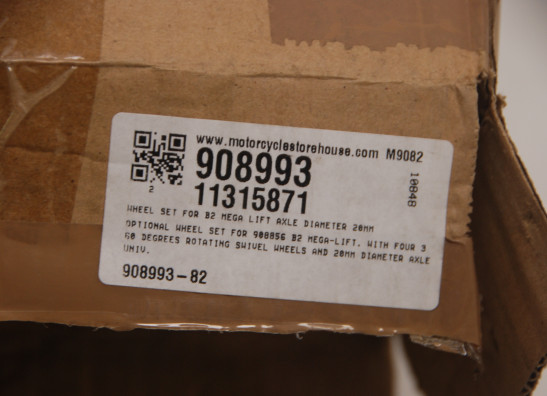 www.motorcyclestorehouse.com M9082
908993
11315871
10848
2
WHEEL SET FOR B2 MEGA LIFT AXLE DIAMETER 20MM
OPTIONAL WHEEL SET FOR 908856 B2 MEGA-LIFT. WITH FOUR 3
60 DEGREES ROTATING SWIVEL WHEELS AND 20MM DIAMETER AXLE
UNIV.
908993-82